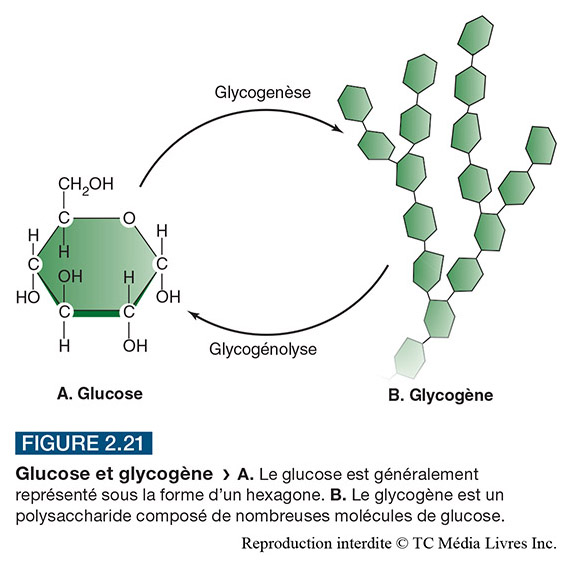 Glycogenèse
CH2OH
O
H
H
H
C
H
C
C
OH
H
HO
OH
C
C
H
OH
Glycogénolyse
A. Glucose
B. Glycogène
FIGURE 2.21
Glucose et glycogène › A. Le glucose est généralement
représenté sous la forme d’un hexagone. B. Le glycogène est un
polysaccharide composé de nombreuses molécules de glucose.
Reproduction interdite © TC Média Livres Inc.